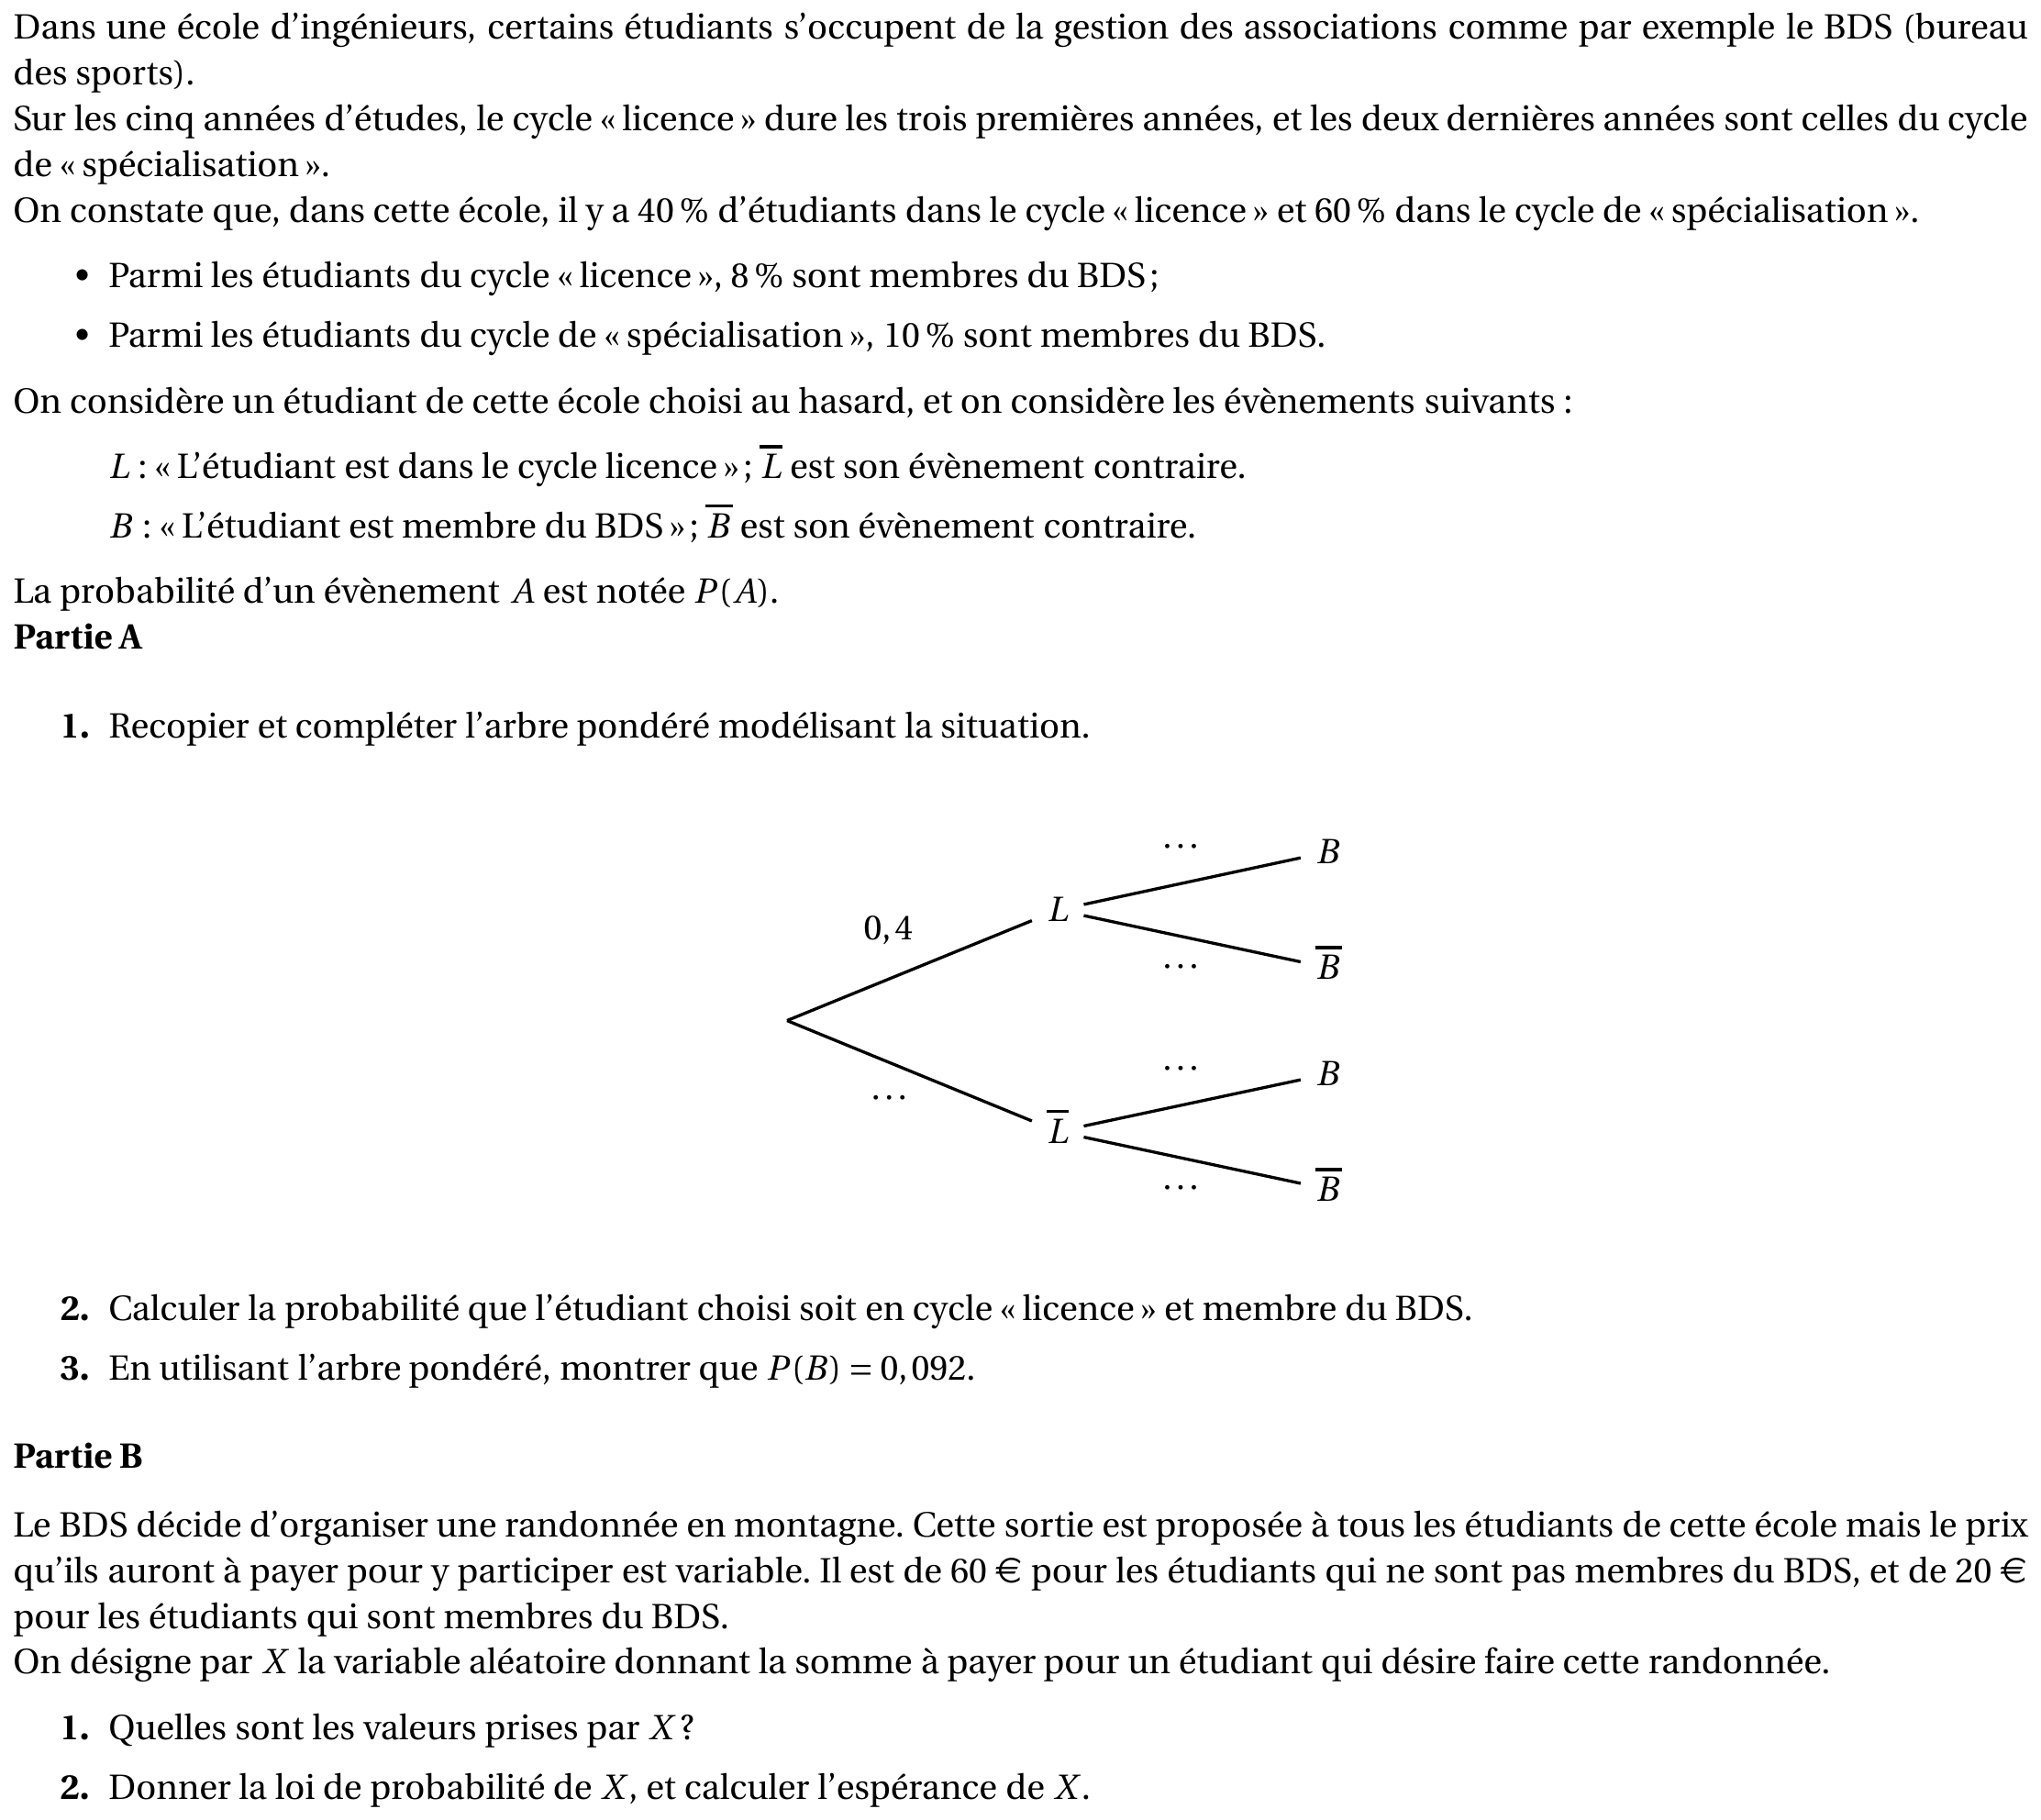 Dans une école d’ingénieurs, certains étudiants s’occupent de la gestion des associations comme par exemple le BDS (bureau
des sports).
Sur les cinq années d’études, le cycle « licence » dure les trois premières années, et les deux dernières années sont celles du cycle
de « spécialisation ».
On constate que, dans cette école, il y a 40 % d’étudiants dans le cycle « licence » et 60 % dans le cycle de « spécialisation ».
• Parmi les étudiants du cycle « licence », 8 % sont membres du BDS ;
• Parmi les étudiants du cycle de « spécialisation », 10 % sont membres du BDS.
On considère un étudiant de cette école choisi au hasard, et on considère les évènements suivants :
L : « L’étudiant est dans le cycle licence » ; L̅ est son évènement contraire.
B : « L’étudiant est membre du BDS » ; B̅ est son évènement contraire.
La probabilité d’un évènement A est notée P(A).
Partie A
1. Recopier et compléter l’arbre pondéré modélisant la situation.
... B
0,4 L
... B̅
... B
... L̅
... B̅
2. Calculer la probabilité que l’étudiant choisi soit en cycle « licence » et membre du BDS.
3. En utilisant l’arbre pondéré, montrer que P(B) = 0,092.
Partie B
Le BDS décide d’organiser une randonnée en montagne. Cette sortie est proposée à tous les étudiants de cette école mais le prix
qu’ils auront à payer pour y participer est variable. Il est de 60 € pour les étudiants qui ne sont pas membres du BDS, et de 20 €
pour les étudiants qui sont membres du BDS.
On désigne par X la variable aléatoire donnant la somme à payer pour un étudiant qui désire faire cette randonnée.
1. Quelles sont les valeurs prises par X ?
2. Donner la loi de probabilité de X, et calculer l’espérance de X.